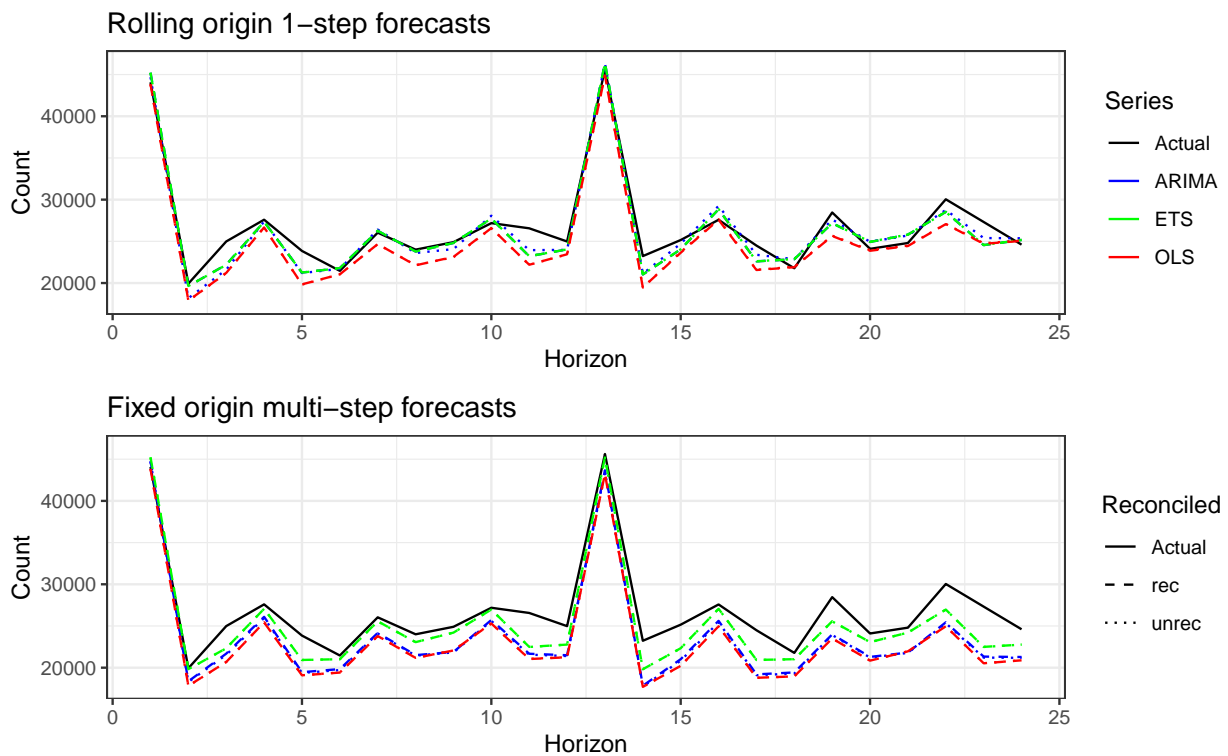 Rolling origin 1−step forecasts
Count
40000
30000
20000
0 5 10 15 20 25
Horizon
Series
Actual
ARIMA
ETS
OLS
Fixed origin multi−step forecasts
Count
40000
30000
20000
0 5 10 15 20 25
Horizon
Reconciled
Actual
rec
unrec